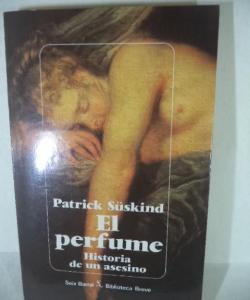 Patrick Süskind
El
perfume
Historia
de un asesino
Seix Barral Biblioteca Breve